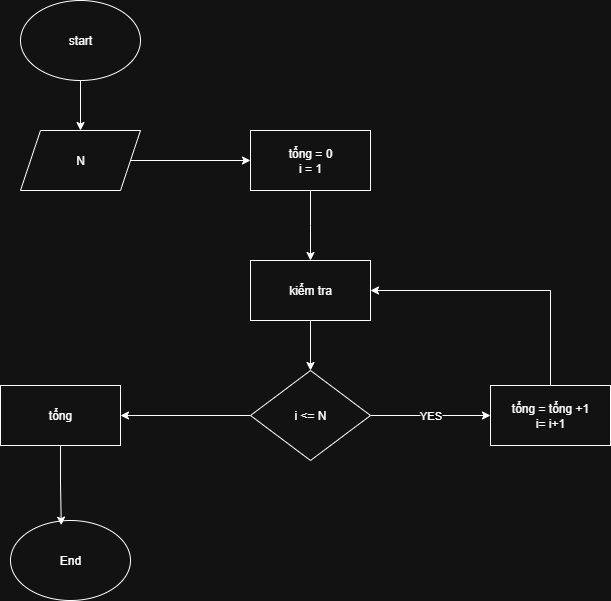 start
N
tổng = 0
i = 1
kiểm tra
tổng
i <= N
YES
tổng = tổng +1
i= i+1
End